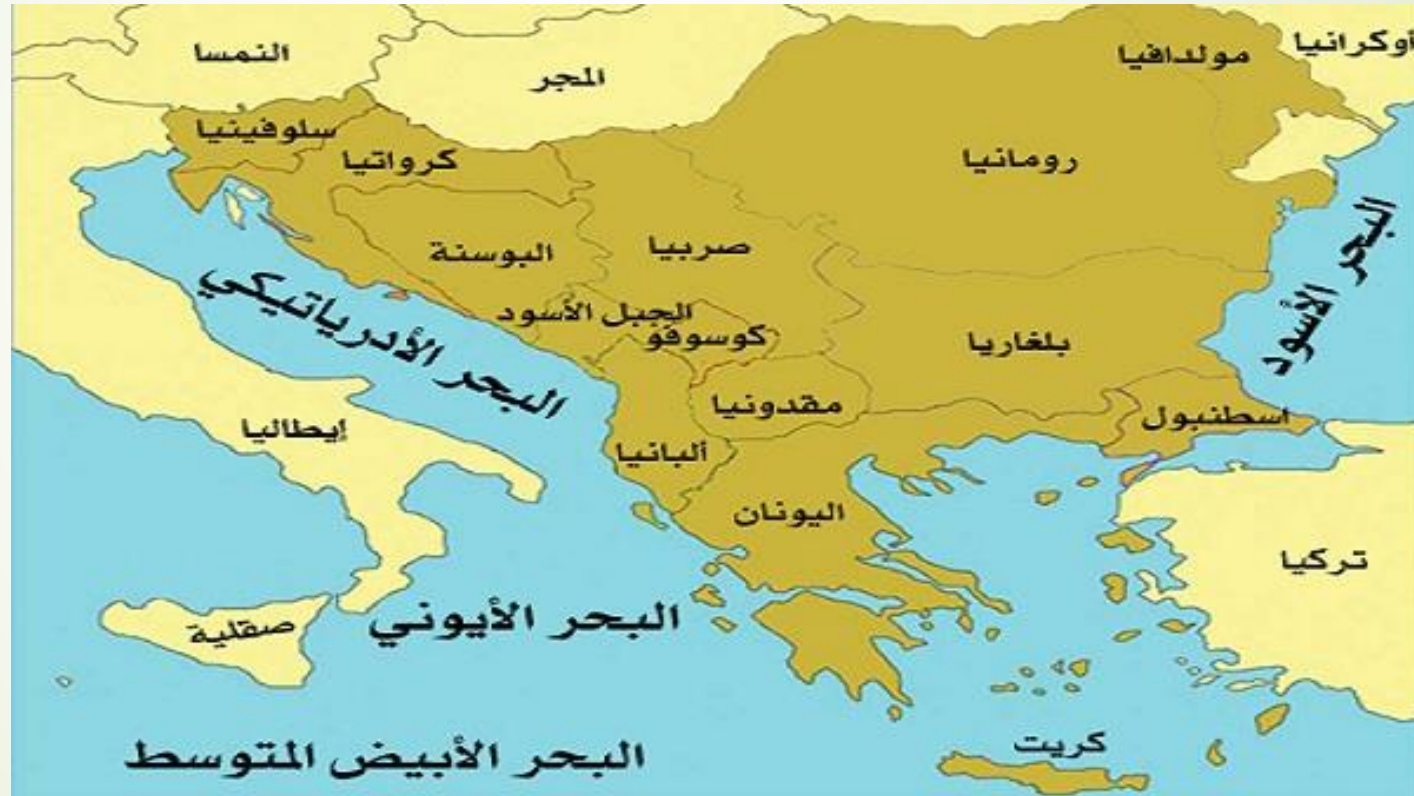 أوكرانيا
مولدافيا
النمسا
المجر
سلوفينيا
كرواتيا
رومانيا
البحر الأسود
صربيا
البوسنة
البحر الأدرياتيكي
الجبل الأسود
كوسوفو
بلغاريا
مقدونيا
اسطنبول
إيطاليا
ألبانيا
اليونان
تركيا
البحر الأيوني
صقلية
كريت
البحر الأبيض المتوسط